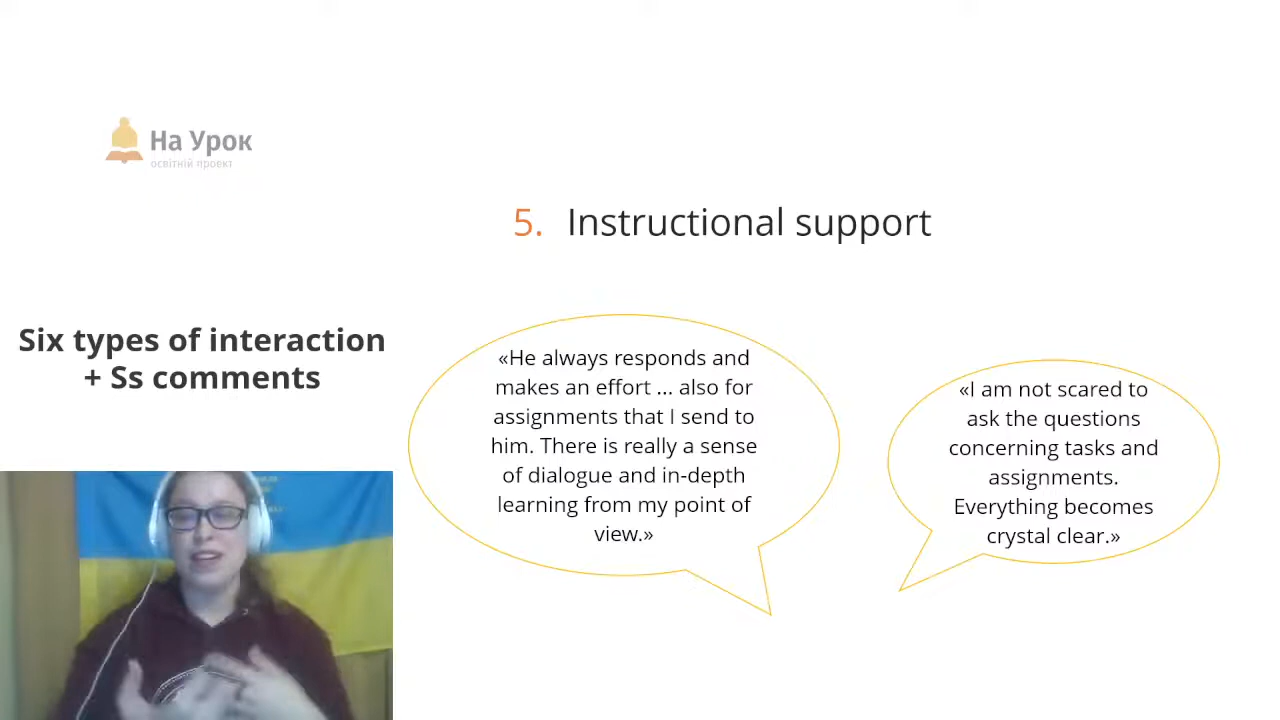 На Урок
освітній проект
5. Instructional support
Six types of interaction
+ Ss comments
«He always responds and
makes an effort ... also for
assignments that I send to
him. There is really a sense
of dialogue and in-depth
learning from my point of
view.»
«I am not scared to
ask the questions
concerning tasks and
assignments.
Everything becomes
crystal clear.»